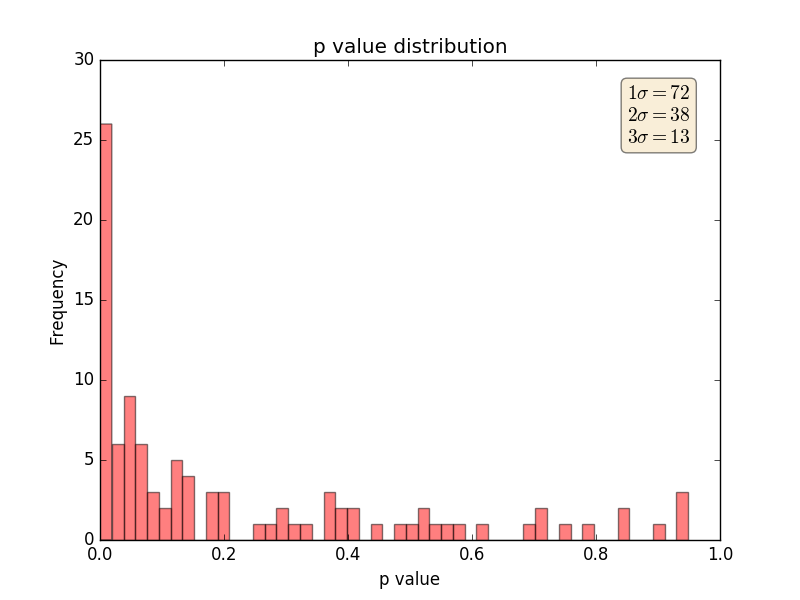 p value distribution
30
1σ = 72
2σ = 38
3σ = 13
25
20
15
10
5
0
Frequency
0.0 0.2 0.4 0.6 0.8 1.0
p value